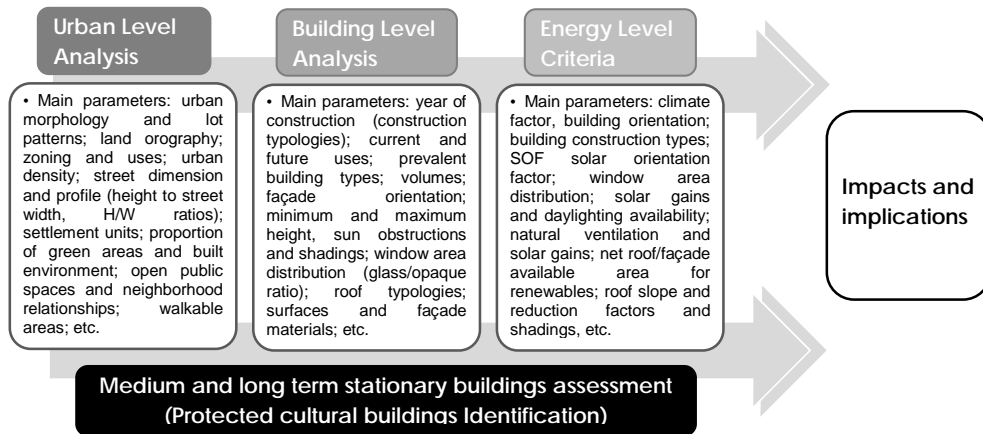 Urban Level
Analysis
• Main parameters: urban
morphology and lot
patterns; land orography;
zoning and uses; urban
density; street dimension
and profile (height to street
width, H/W ratios);
settlement units; proportion
of green areas and built
environment; open public
spaces and neighborhood
relationships; walkable
areas; etc.
Building Level
Analysis
• Main parameters: year of
construction (construction
typologies); current and
future uses; prevalent
building types; volumes;
façade orientation;
minimum and maximum
height, sun obstructions
and shadings; window area
distribution (glass/opaque
ratio); roof typologies;
surfaces and façade
materials; etc.
Energy Level
Criteria
• Main parameters: climate
factor, building orientation;
building construction types;
SOF solar orientation
factor; window area
distribution; solar gains
and daylighting availability;
natural ventilation and
solar gains; net roof/façade
available area for
renewables; roof slope and
reduction factors and
shadings, etc.
Impacts and
implications
Medium and long term stationary buildings assessment
(Protected cultural buildings Identification)